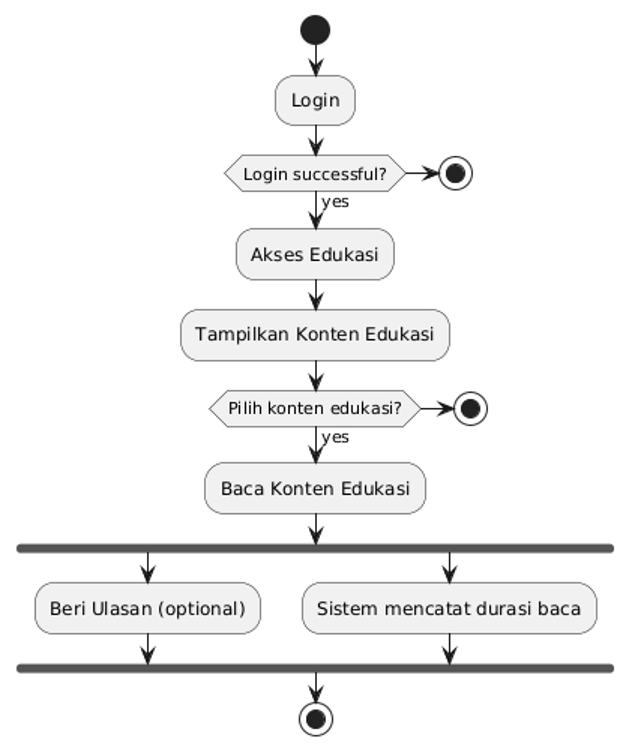 Login
Login successful?
yes
Akses Edukasi
Tampilkan Konten Edukasi
Pilih konten edukasi?
yes
Baca Konten Edukasi
Beri Ulasan (optional)
Sistem mencatat durasi baca